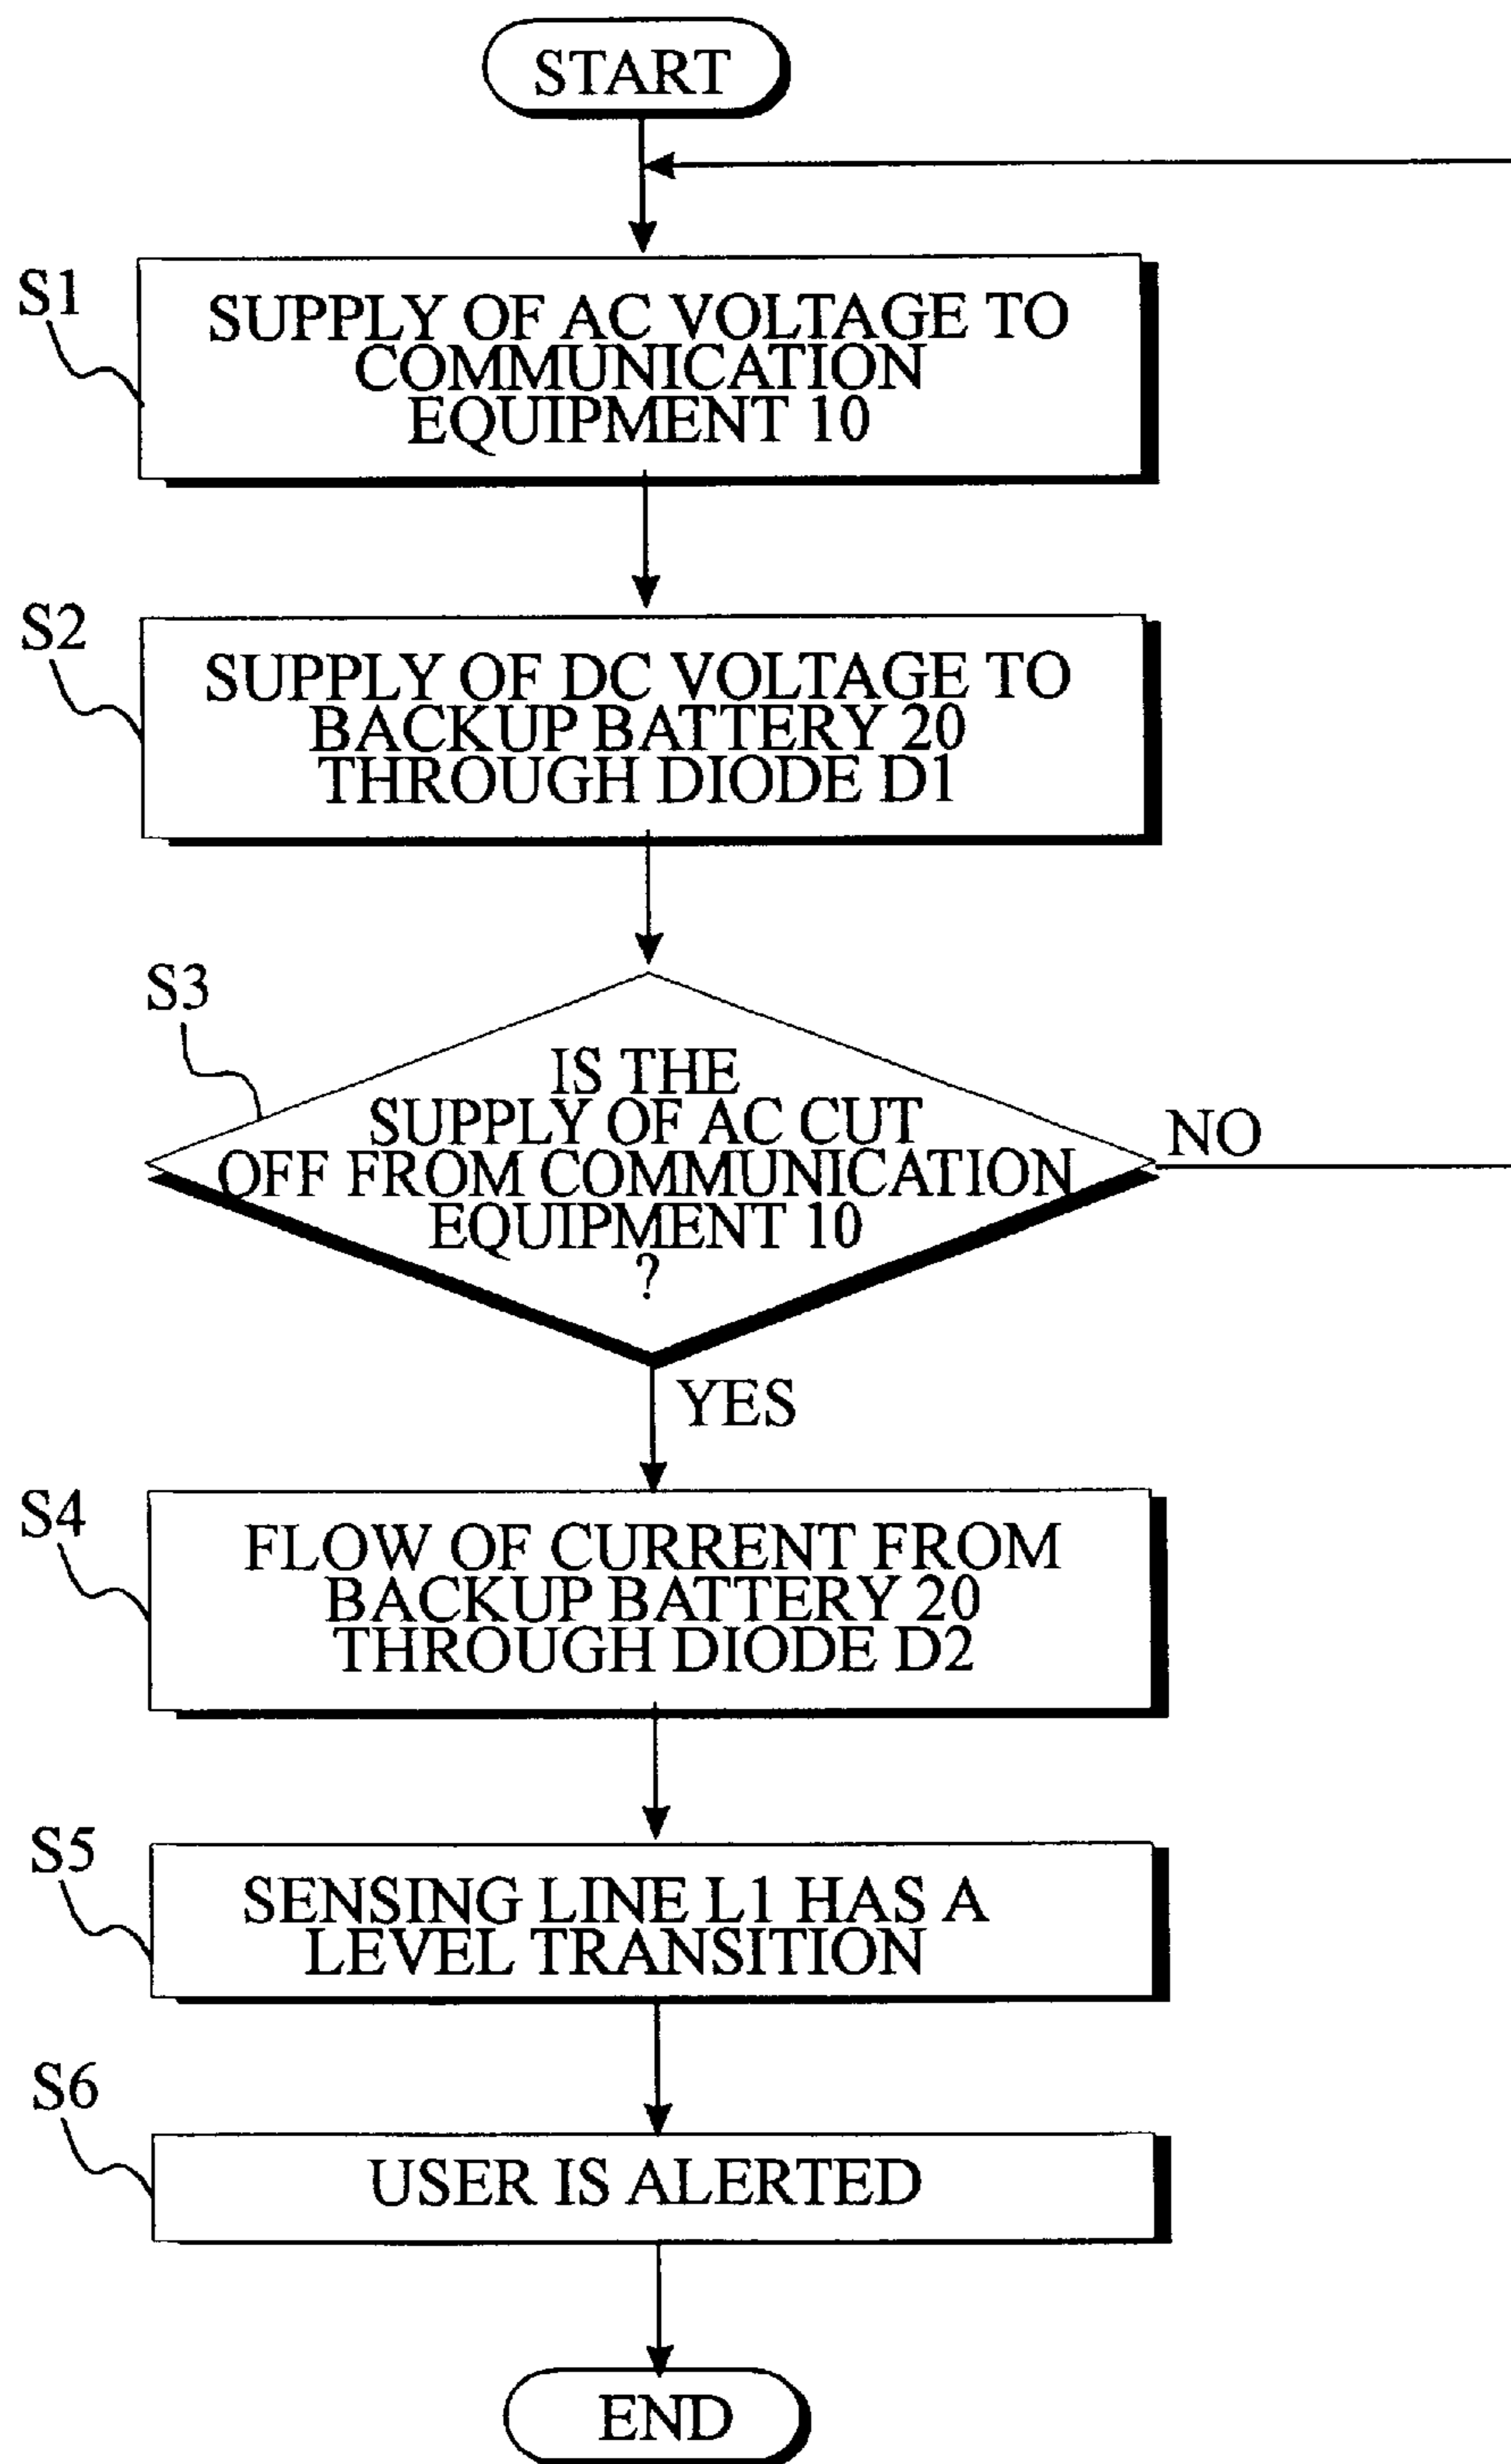 START
S1
SUPPLY OF AC VOLTAGE TO
COMMUNICATION
EQUIPMENT 10
S2
SUPPLY OF DC VOLTAGE TO
BACKUP BATTERY 20
THROUGH DIODE D1
S3
IS THE
SUPPLY OF AC CUT
OFF FROM COMMUNICATION
EQUIPMENT 10
?
NO
YES
S4
FLOW OF CURRENT FROM
BACKUP BATTERY 20
THROUGH DIODE D2
S5
SENSING LINE L1 HAS A
LEVEL TRANSITION
S6
USER IS ALERTED
END